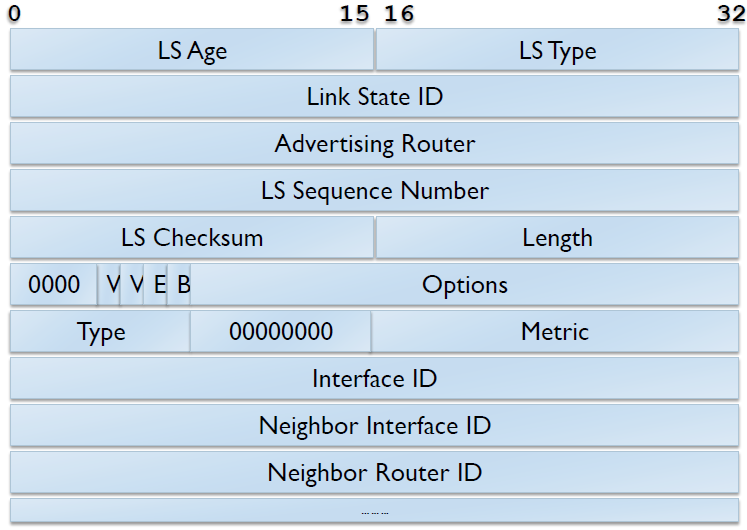 0 15 16 32
LS Age LS Type
Link State ID
Advertising Router
LS Sequence Number
LS Checksum Length
0000 V V E B Options
Type 00000000 Metric
Interface ID
Neighbor Interface ID
Neighbor Router ID
………